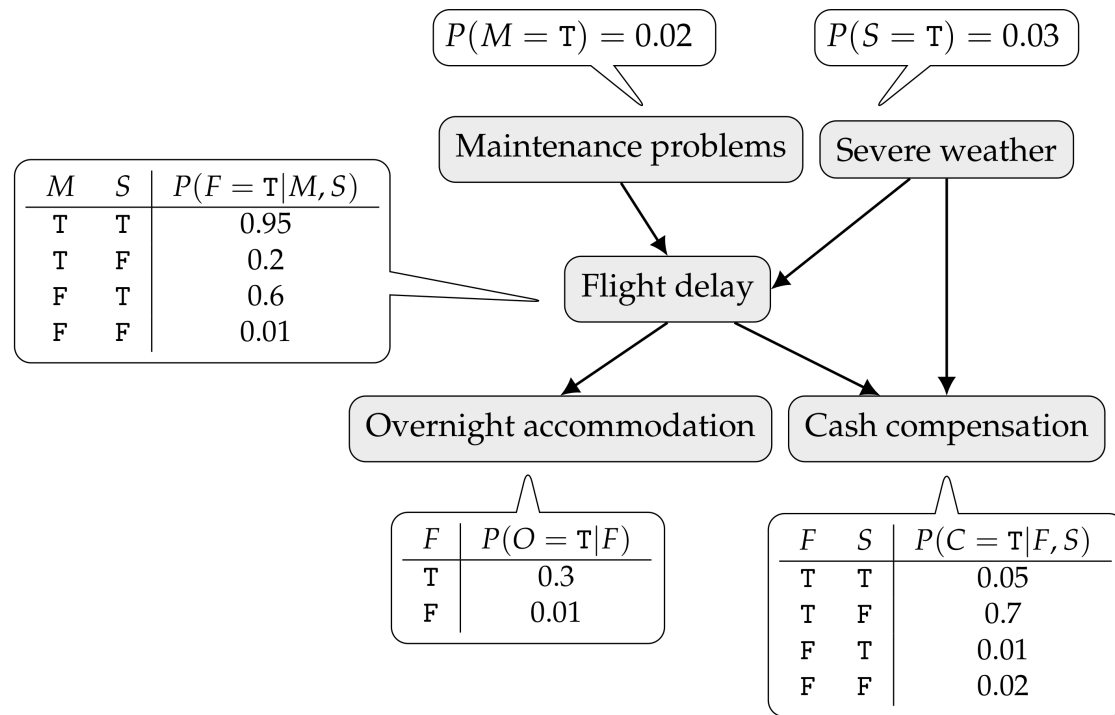 P(M = T) = 0.02
P(S = T) = 0.03
Maintenance problems
Severe weather
M S P(F = T|M, S)
T T 0.95
T F 0.2
F T 0.6
F F 0.01
Flight delay
Overnight accommodation
Cash compensation
F P(O = T|F)
T 0.3
F 0.01
F S P(C = T|F, S)
T T 0.05
T F 0.7
F T 0.01
F F 0.02